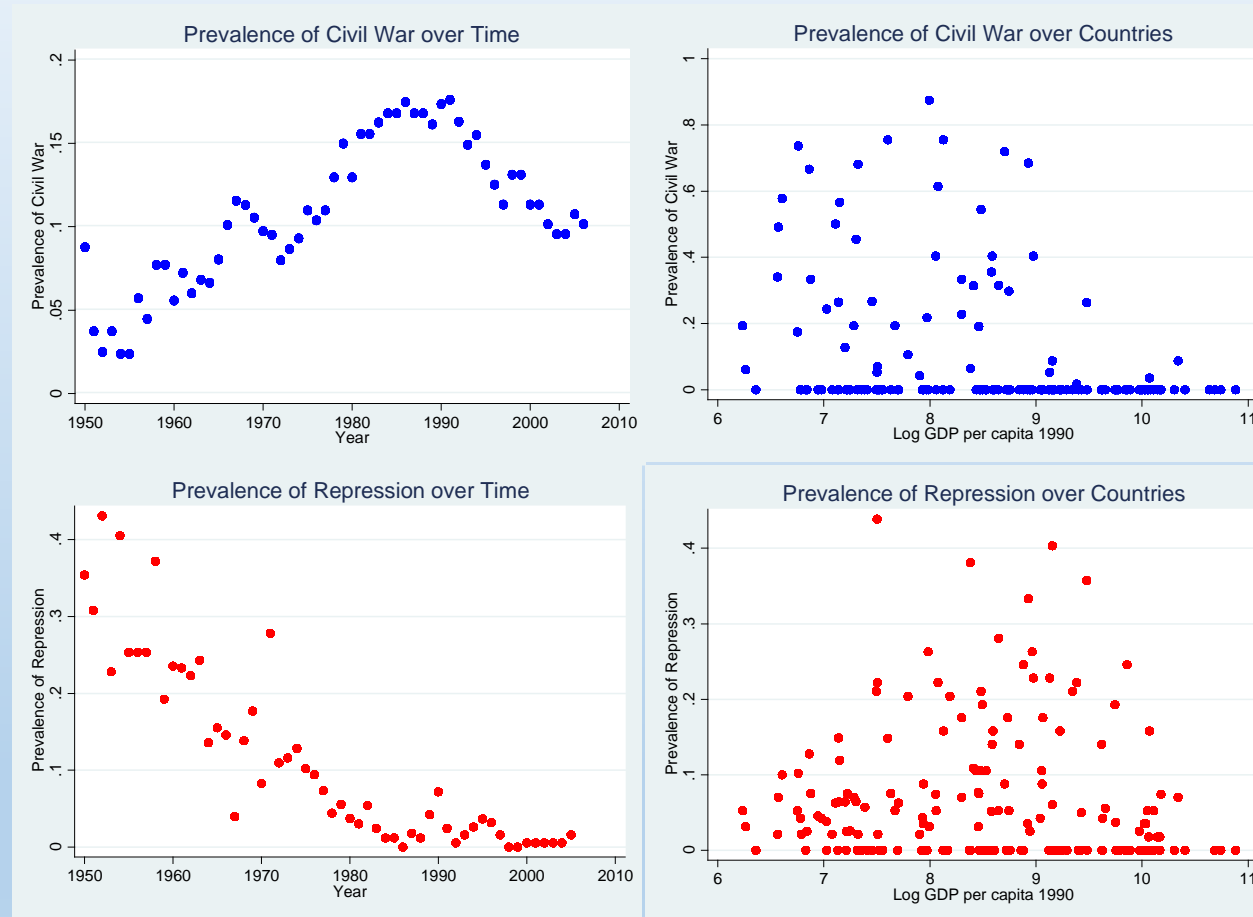 Prevalence of Civil War over Time
Prevalence of Civil War
.2
.15
.1
.05
0
1950 1960 1970 1980 1990 2000 2010
Year
Prevalence of Civil War over Countries
Prevalence of Civil War
1
.8
.6
.4
.2
0
6 7 8 9 10 11
Log GDP per capita 1990
Prevalence of Repression over Time
Prevalence of Repression
.4
.3
.2
.1
0
1950 1960 1970 1980 1990 2000 2010
Year
Prevalence of Repression over Countries
Prevalence of Repression
.4
.3
.2
.1
0
6 7 8 9 10 11
Log GDP per capita 1990